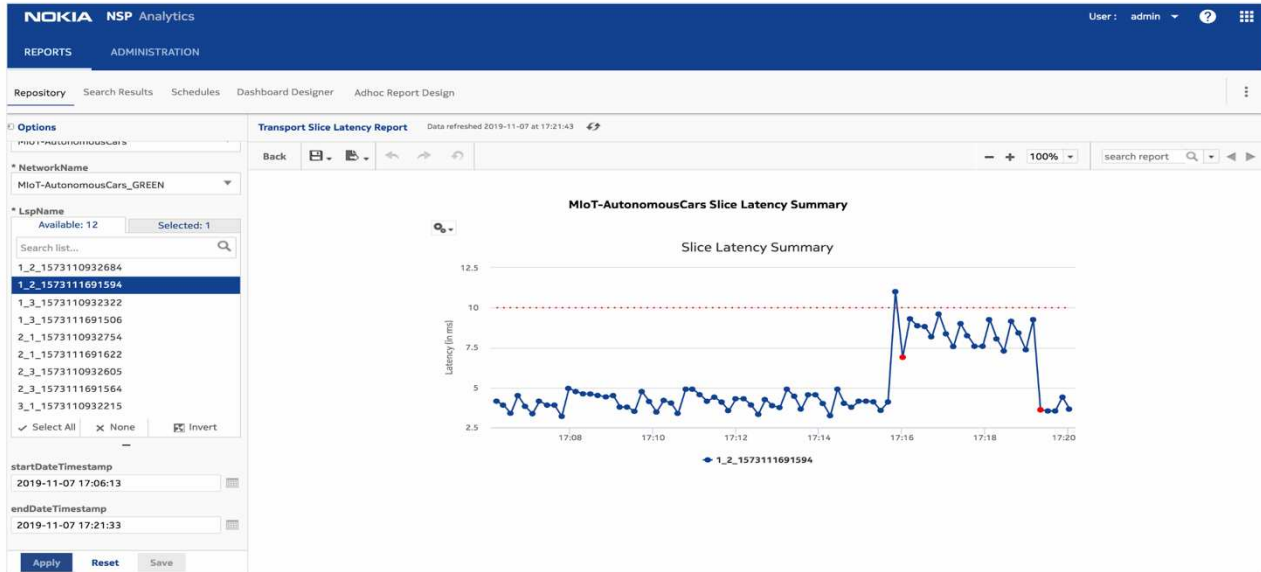 NOKIA NSP Analytics
User : admin
?
REPORTS ADMINISTRATION
Repository Search Results Schedules Dashboard Designer Adhoc Report Design
Options
Transport Slice Latency Report Data refreshed 2019-11-07 at 17:21:43
MIoT-AutonomousCars
Back
100%
search report
* NetworkName
MIoT-AutonomousCars_GREEN
* LspName
Available: 12 Selected: 1
Search list...
1_2_1573110932684
1_2_1573111691594
1_3_1573110932322
1_3_1573111691506
2_1_1573110932754
2_1_1573111691622
2_3_1573110932605
2_3_1573111691564
3_1_1573110932215
Select All None Invert
startDateTimestamp
2019-11-07 17:06:13
endDateTimestamp
2019-11-07 17:21:33
Apply Reset Save
MIoT-AutonomousCars Slice Latency Summary
Slice Latency Summary
Latency (in ms)
12.5
10
7.5
5
2.5
17:08 17:10 17:12 17:14 17:16 17:18 17:20
1_2_1573111691594